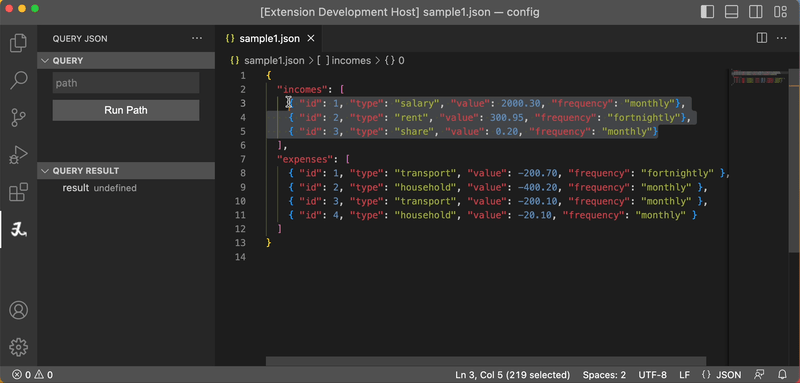 [Extension Development Host] sample1.json — config
QUERY JSON ···
QUERY
path
Run Path
QUERY RESULT
result undefined
{} sample1.json ×
{} sample1.json > [ ] incomes > {} 0
1 {
2 "incomes": [
3 { "id": 1, "type": "salary", "value": 2000.30, "frequency": "monthly"},
4 { "id": 2, "type": "rent", "value": 300.95, "frequency": "fortnightly"},
5 { "id": 3, "type": "share", "value": 0.20, "frequency": "monthly"}
6 ],
7 "expenses": [
8 { "id": 1, "type": "transport", "value": -200.70, "frequency": "fortnightly" },
9 { "id": 2, "type": "household", "value": -400.20, "frequency": "monthly" },
10 { "id": 3, "type": "transport", "value": -200.10, "frequency": "monthly" },
11 { "id": 4, "type": "household", "value": -20.10, "frequency": "monthly" }
12 ]
13 }
14
0 0 Ln 3, Col 5 (219 selected) Spaces: 2 UTF-8 LF {} JSON